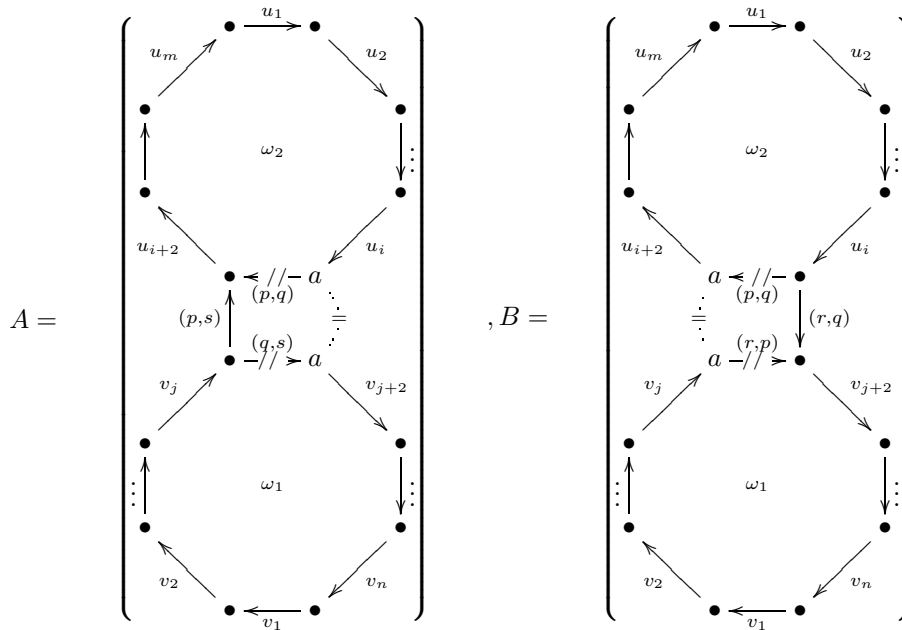 u_1 u_1
u_m u_2 u_m u_2
ω_2 ⋮ ω_2 ⋮
u_{i+2} u_i u_{i+2} u_i
• // a a // •
(p,q) (p,q)
A = (p,s) = , B = = (r,q)
(q,s) (r,p)
• // a a // •
v_j v_{j+2} v_j v_{j+2}
⋮ ω_1 ⋮ ⋮ ω_1 ⋮
v_2 v_n v_2 v_n
v_1 v_1